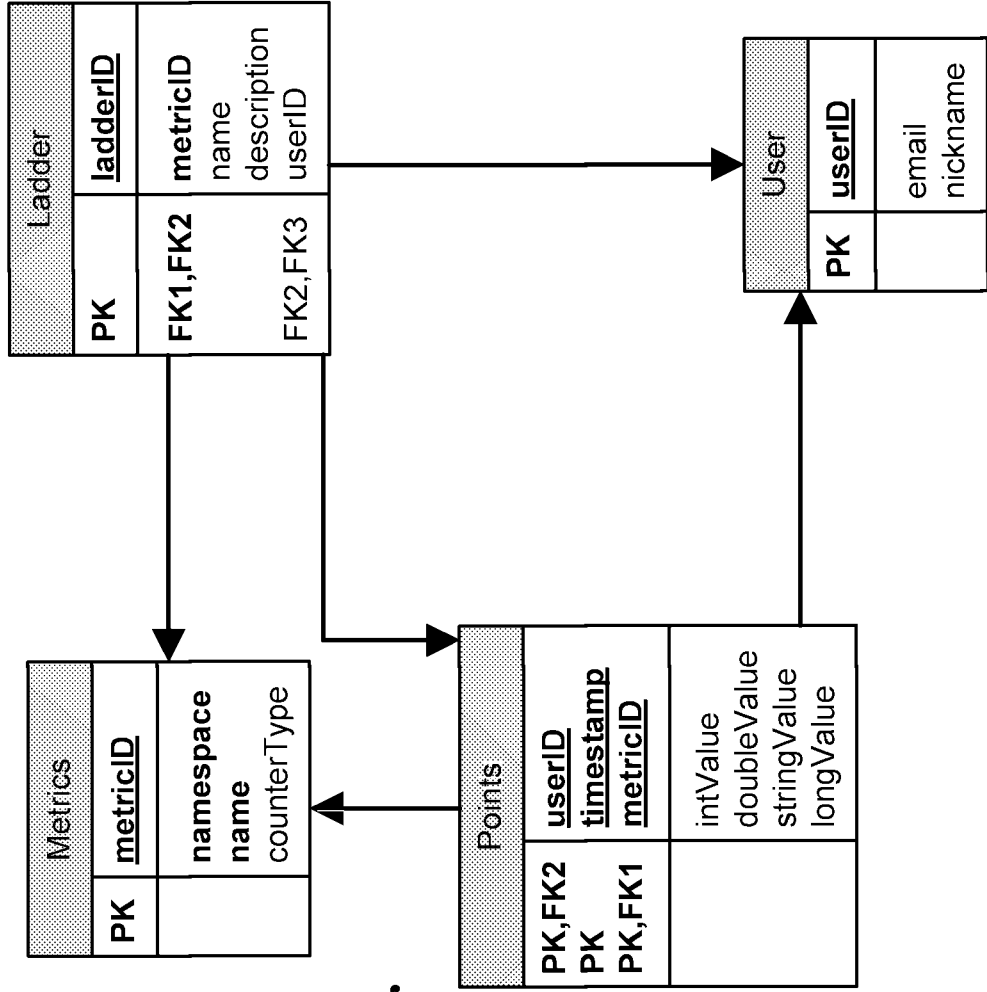 Ladder
PK ladderID
FK1,FK2 metricID
name
description
FK2,FK3 userID
Metrics
PK metricID
namespace
name
counterType
Points
PK,FK2 userID
PK timestamp
PK,FK1 metricID
intValue
doubleValue
stringValue
longValue
User
PK userID
email
nickname